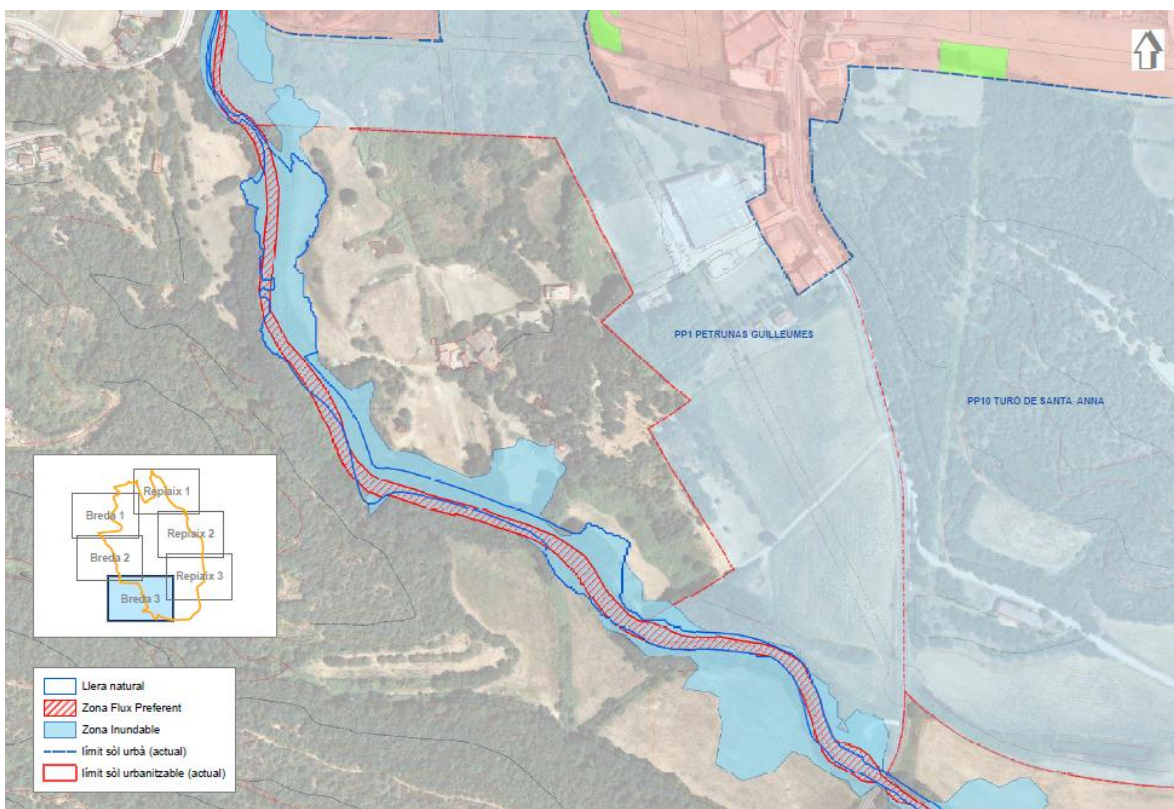 PP1 PETRUNAS GUILLEUMES
PP10 TURÓ DE SANTA ANNA
Repiaix 1
Breda 1
Repiaix 2
Breda 2
Repiaix 3
Breda 3
Llera natural
Zona Flux Preferent
Zona Inundable
límit sòl urbà (actual)
límit sòl urbanitzable (actual)